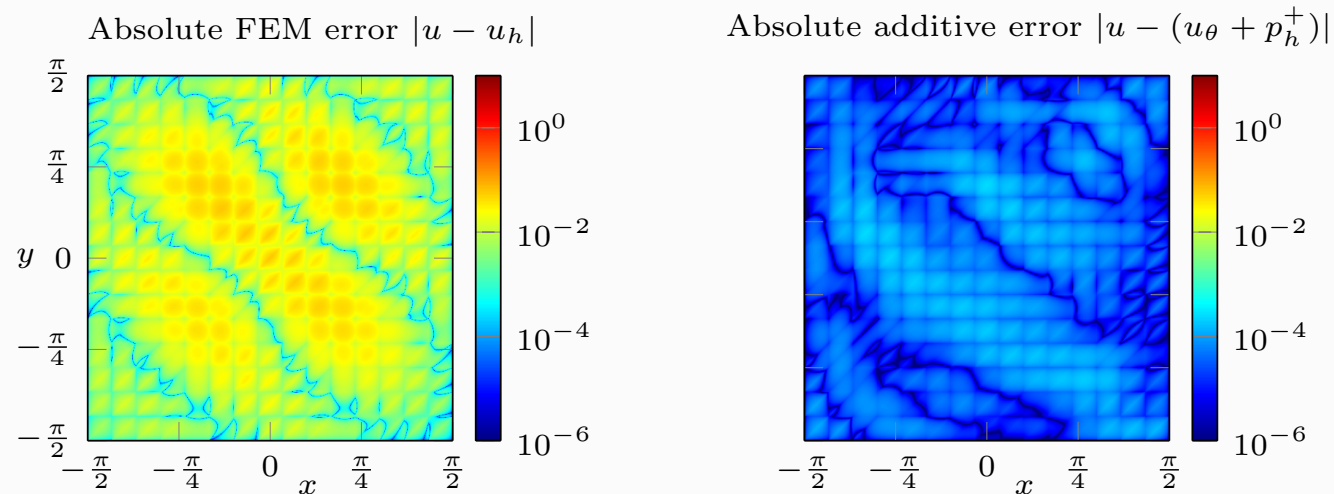 Absolute FEM error |u − u_h|
Absolute additive error |u − (u_θ + p_h^+)|
π/2
π/4
y 0
−π/4
−π/2
−π/2 −π/4 0 π/4 π/2
x
10^0
10^−2
10^−4
10^−6
−π/2 −π/4 0 π/4 π/2
x
10^0
10^−2
10^−4
10^−6